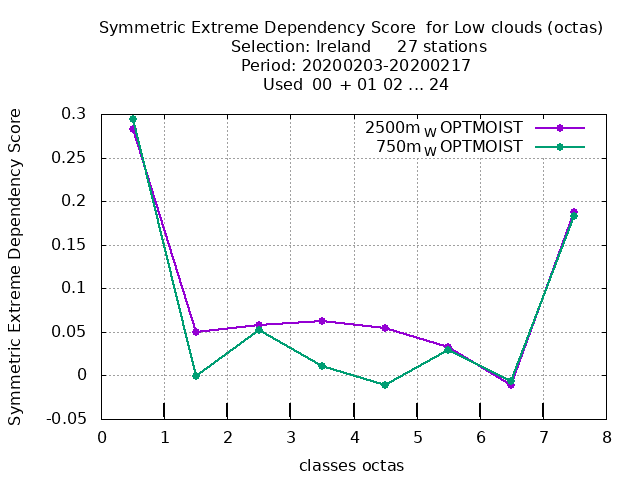 Symmetric Extreme Dependency Score  for Low clouds (octas)
Selection: Ireland     27 stations
Period: 20200203-20200217
Used  00  + 01 02 ... 24
2500m W OPTMOIST
750m W OPTMOIST
Symmetric Extreme Dependency Score
0.3
0.25
0.2
0.15
0.1
0.05
0
-0.05
0 1 2 3 4 5 6 7 8
classes octas